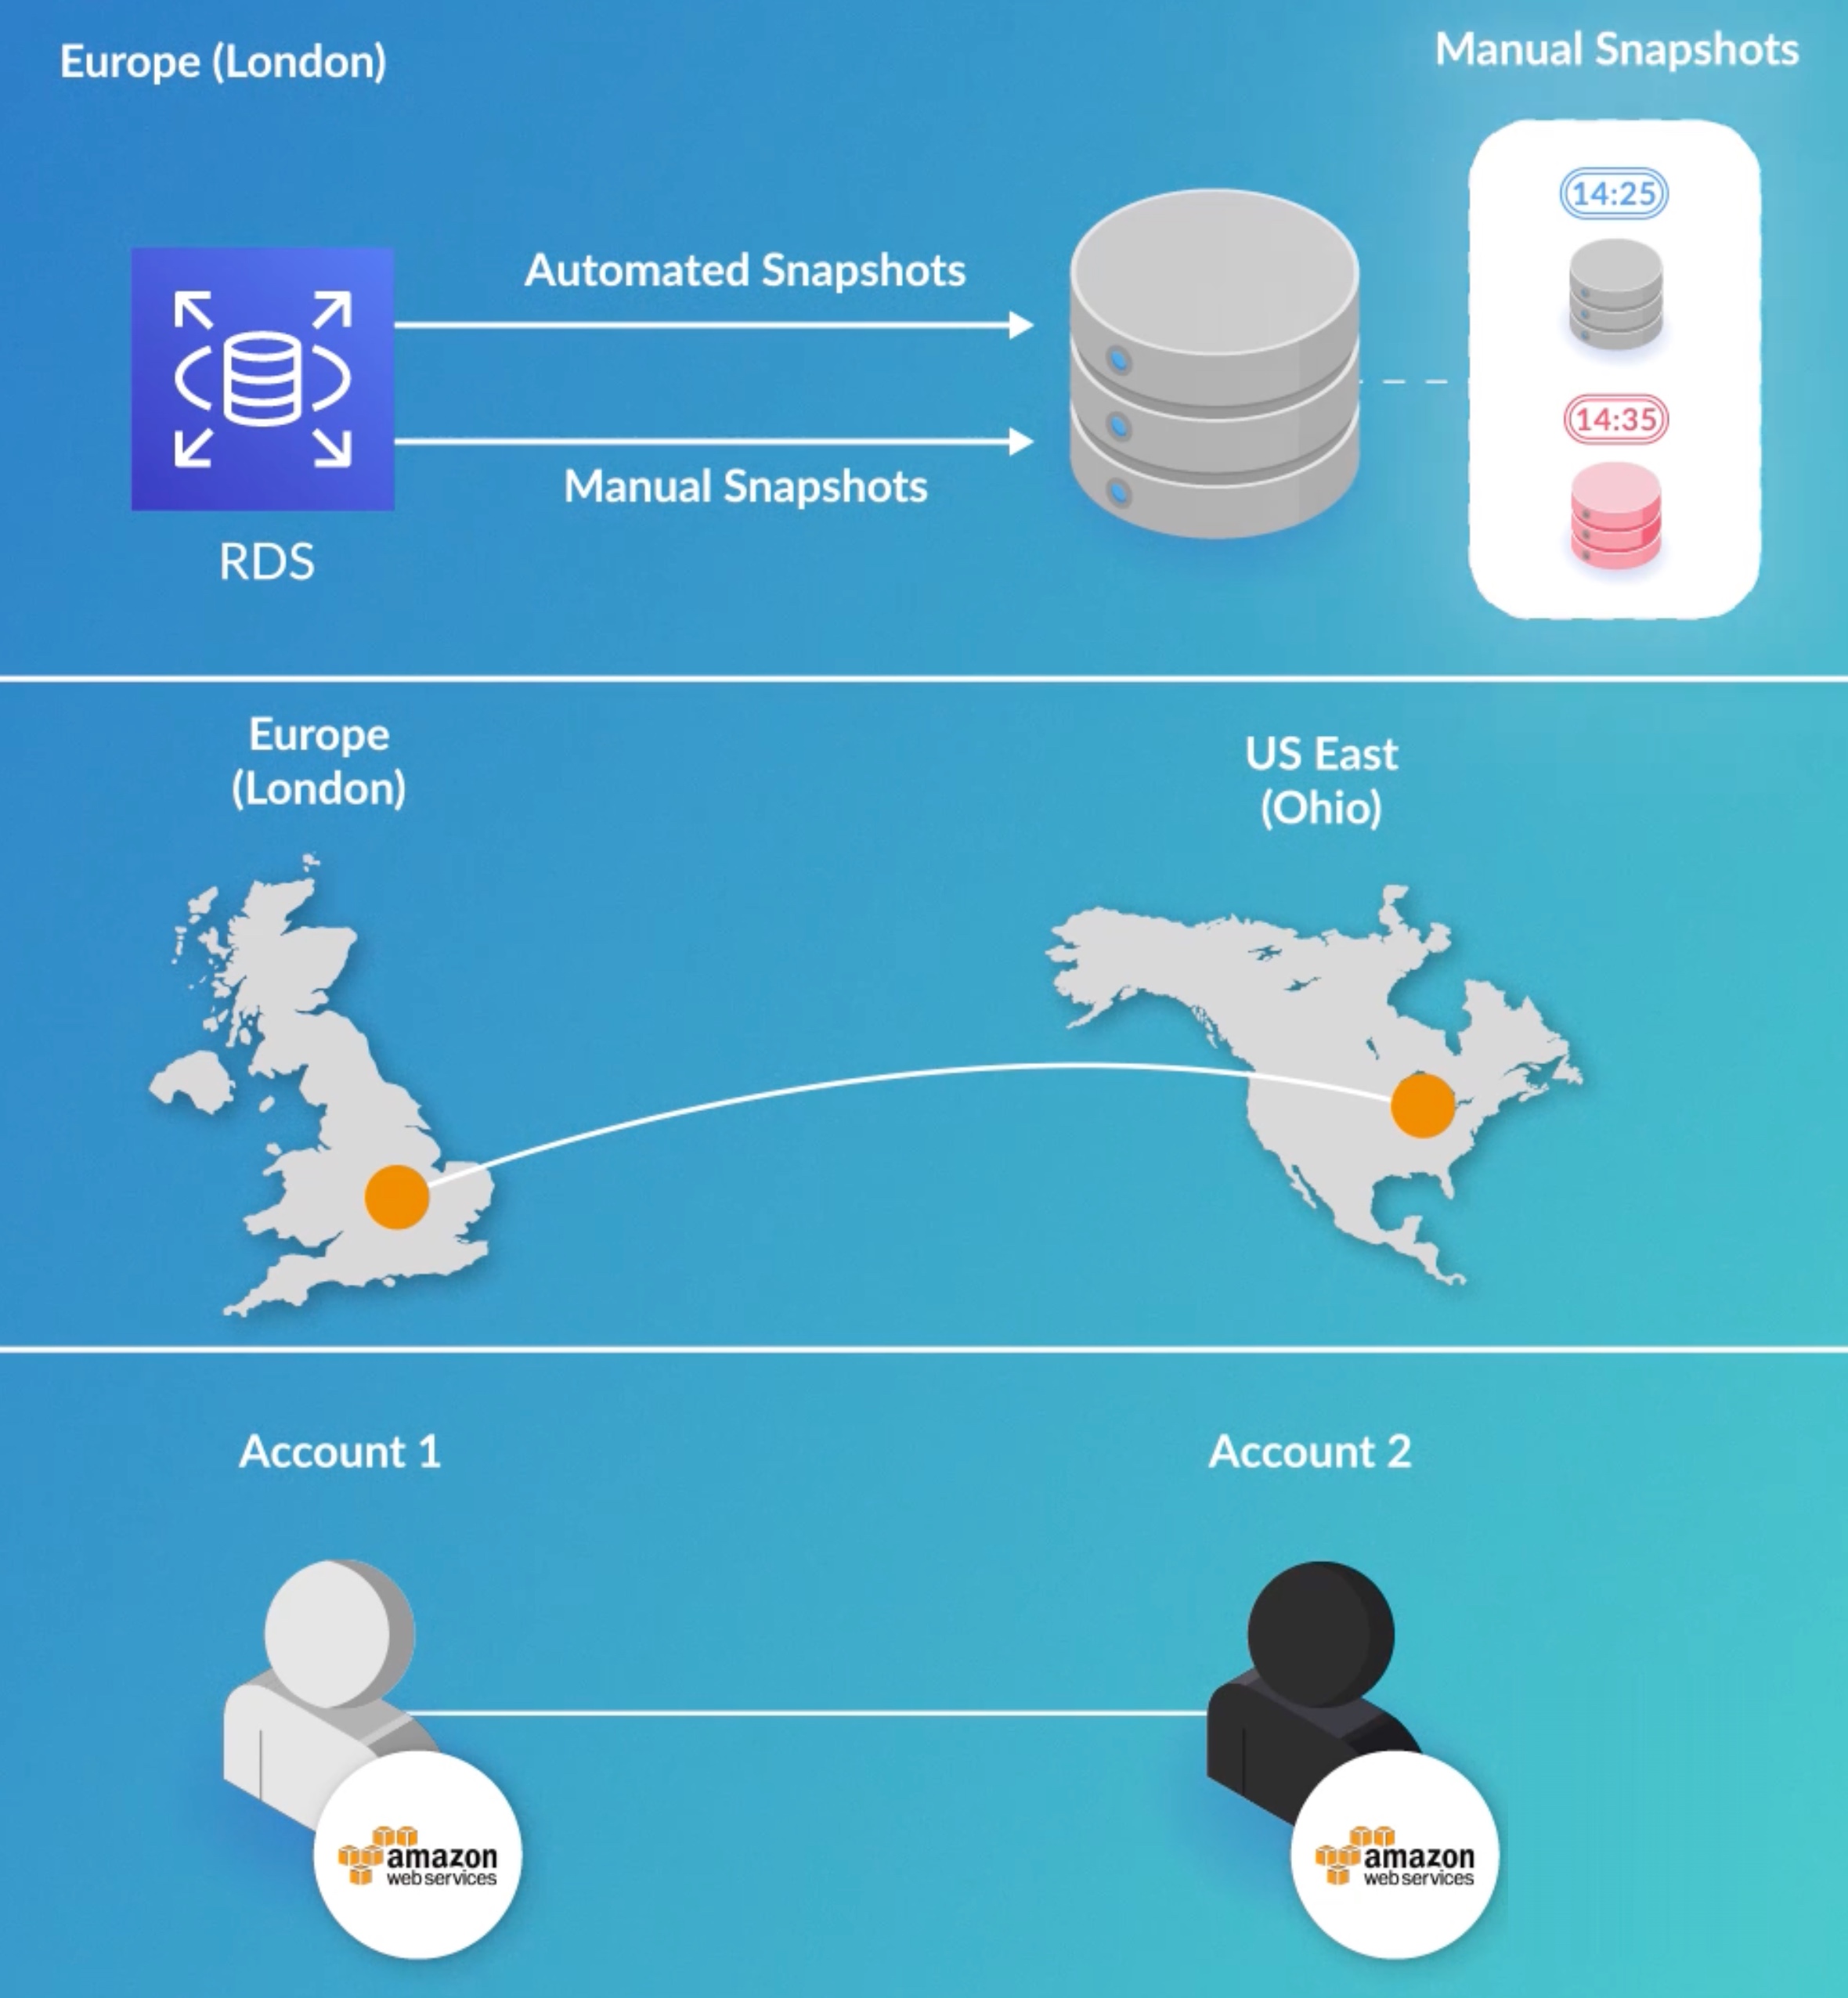 Europe (London)
Manual Snapshots
14:25
Automated Snapshots
14:35
Manual Snapshots
RDS
Europe
(London)
US East
(Ohio)
Account 1
Account 2
amazon
web services
amazon
web services